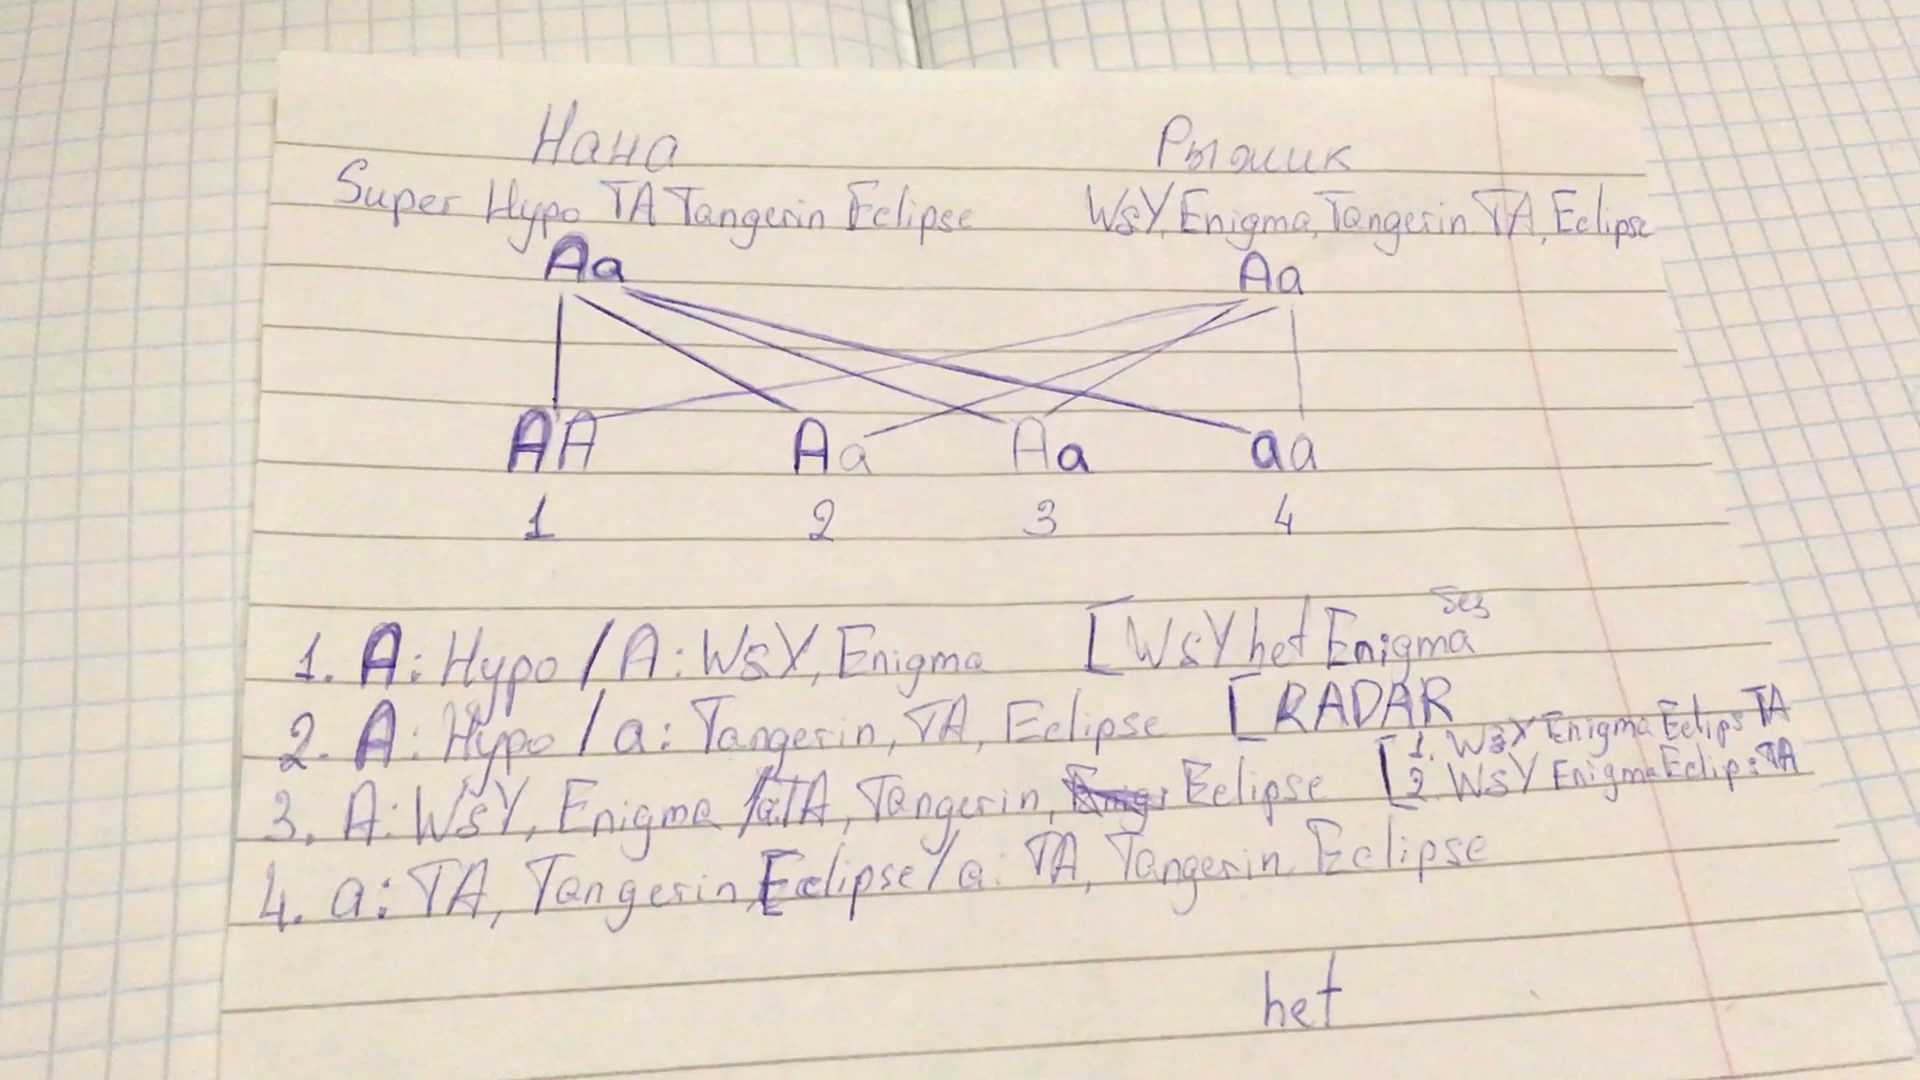 Нана Рыжик
Super Hypo TA Tangerin Eclipse WsY, Enigma, Tangerin, TA, Eclipse
Aa Aa
AA Aa Aa aa
1 2 3 4
без
1. A: Hypo / A: WsY, Enigma [WsY het Enigma
2. A: Hypo / a: Tangerin, TA, Eclipse [RADAR
3. A: WsY, Enigma /a:TA, Tangerin, Eclipse [1. WsY Enigma Eclips TA
2. WsY Enigma Eclips TA
4. a: TA, Tangerin, Eclipse / a: TA, Tangerin, Eclipse
het